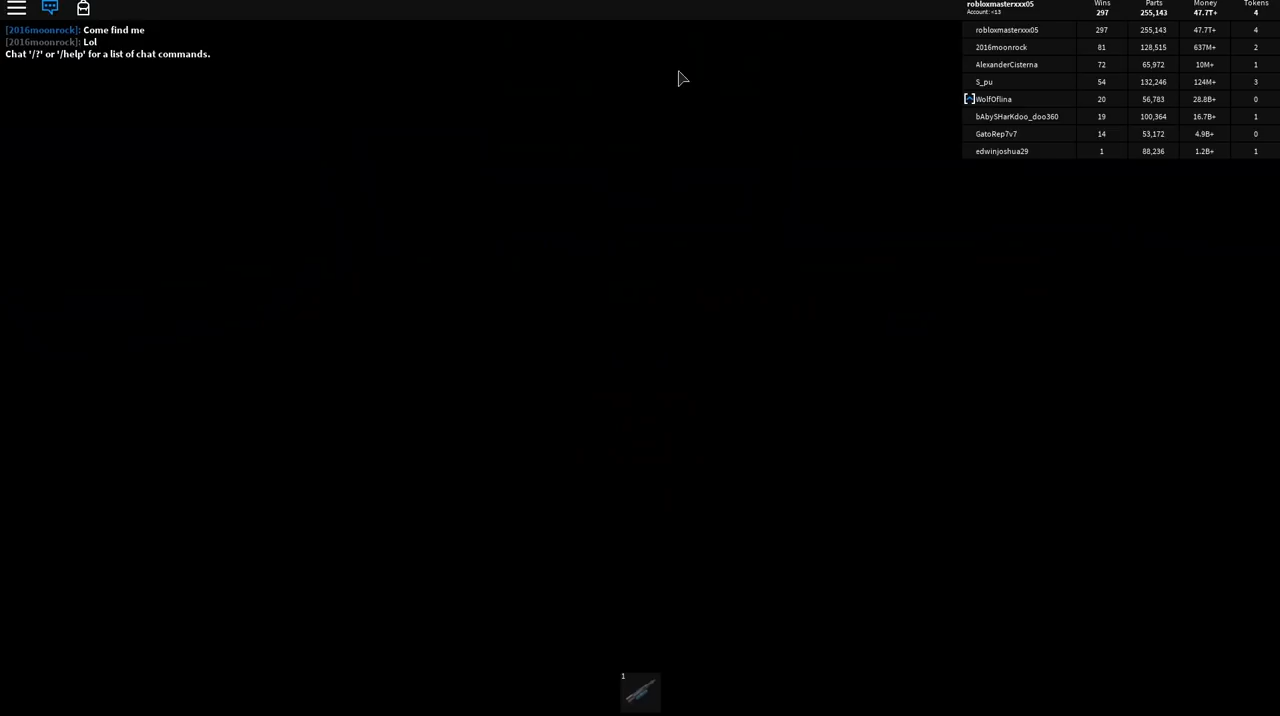 robloxmasterxxx05 Wins Parts Money Tokens
Account: <13 297 255,143 47.7T+ 4
[2016moonrock]: Come find me
[2016moonrock]: Lol
Chat '/?' or '/help' for a list of chat commands.
robloxmasterxxx05 297 255,143 47.7T+ 4
2016moonrock 81 128,515 637M+ 2
AlexanderCisterna 72 65,972 10M+ 1
S_pu 54 132,246 124M+ 3
WolfOflina 20 56,783 28.8B+ 0
bAbySHarKdoo_doo360 19 100,364 16.7B+ 1
GatoRep7v7 14 53,172 4.9B+ 0
edwinjoshua29 1 88,236 1.2B+ 1
1